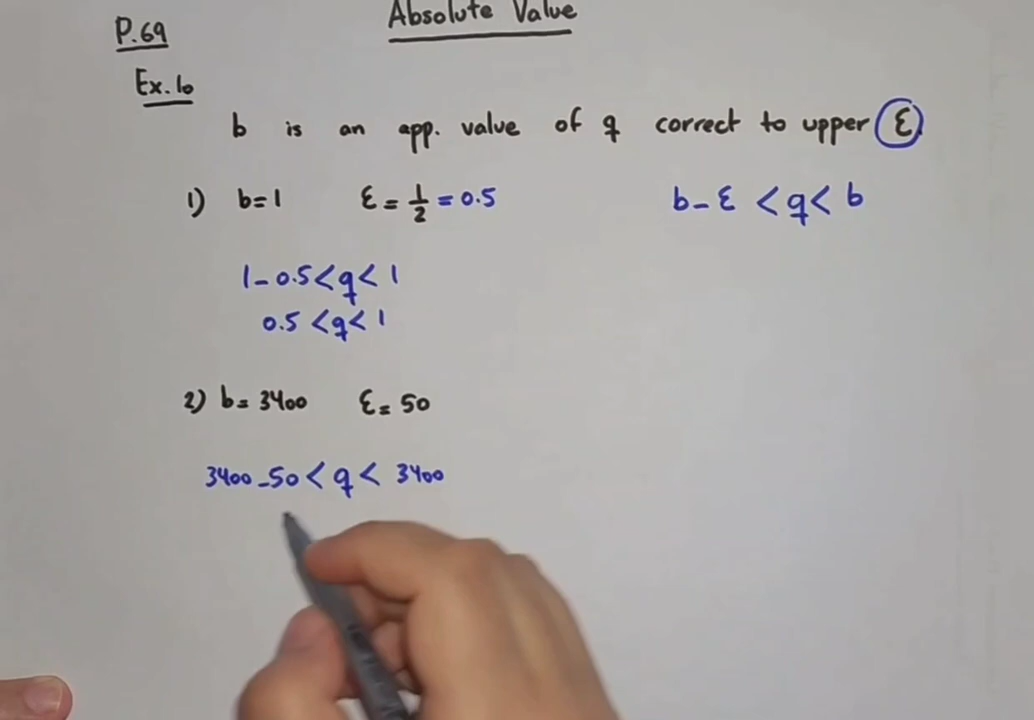 Absolute Value
P.69
Ex.10
b is an app. value of q correct to upper ε.
1) b=1 ε = 1/2 = 0.5 b - ε < q < b
1 - 0.5 < q < 1
0.5 < q < 1
2) b = 3400 ε = 50
3400 - 50 < q < 3400